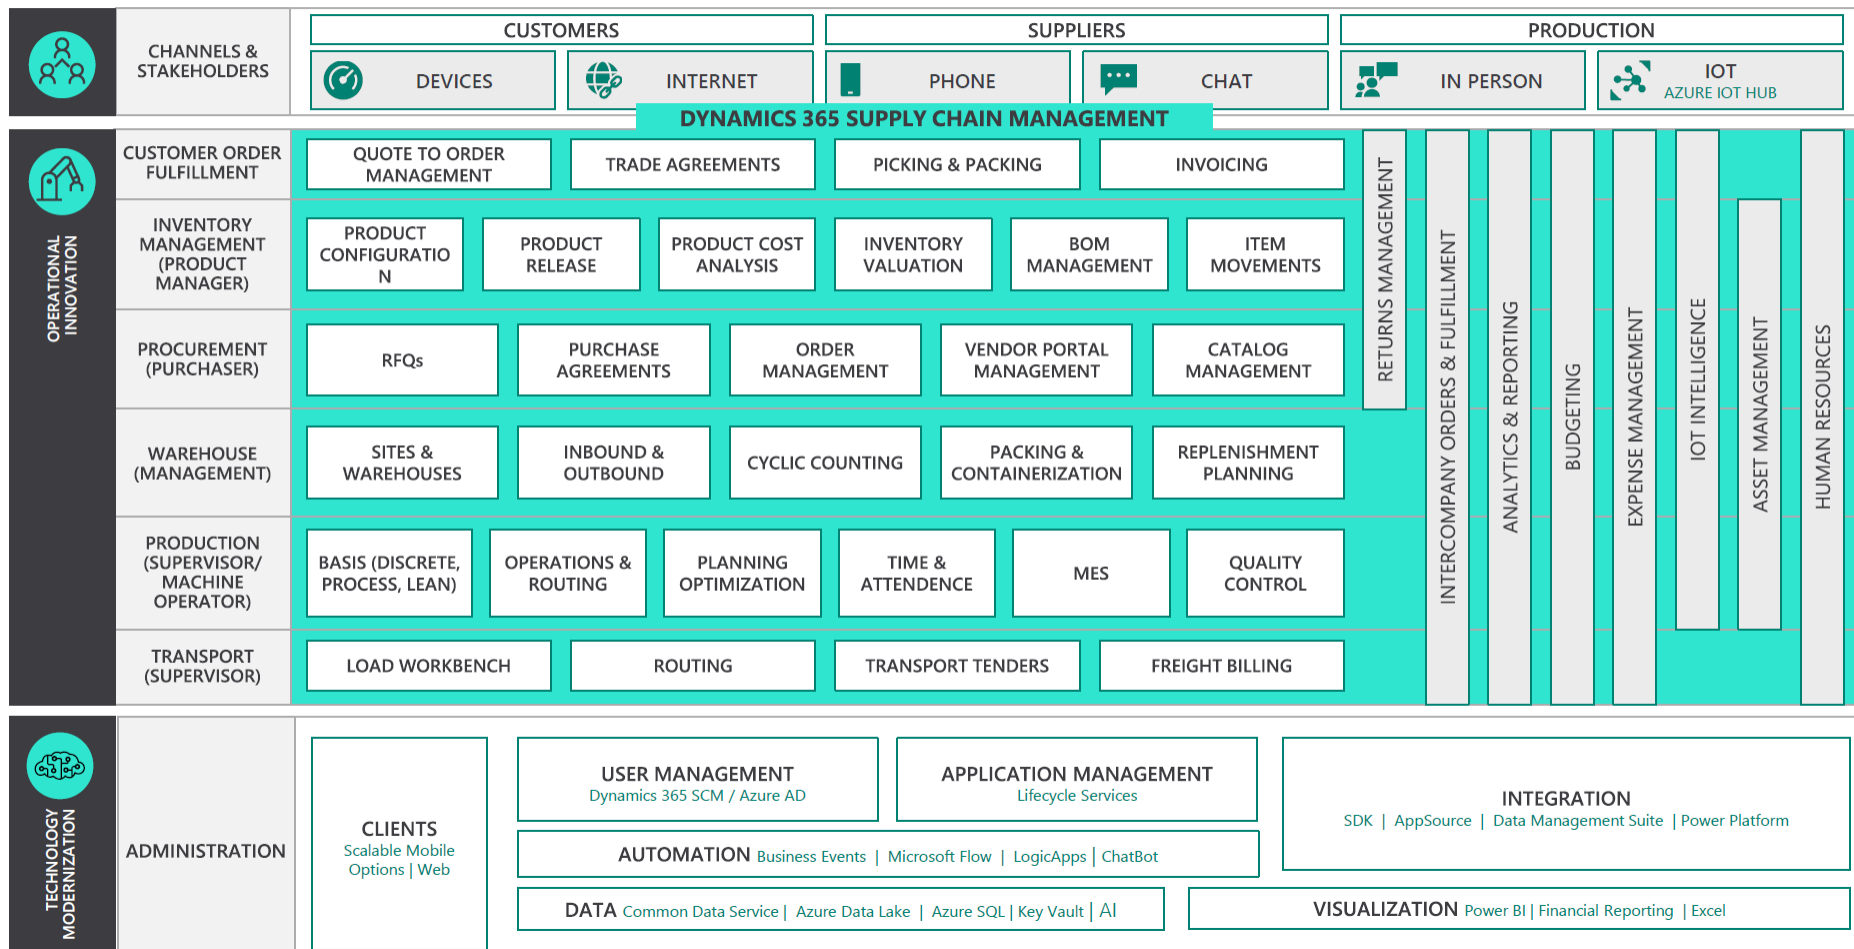 CHANNELS &
STAKEHOLDERS
CUSTOMERS
SUPPLIERS
PRODUCTION
DEVICES
INTERNET
PHONE
CHAT
IN PERSON
IOT
AZURE IOT HUB
DYNAMICS 365 SUPPLY CHAIN MANAGEMENT
OPERATIONAL
INNOVATION
CUSTOMER ORDER
FULFILLMENT
QUOTE TO ORDER
MANAGEMENT
TRADE AGREEMENTS
PICKING & PACKING
INVOICING
INVENTORY
MANAGEMENT
(PRODUCT
MANAGER)
PRODUCT
CONFIGURATIO
N
PRODUCT
RELEASE
PRODUCT COST
ANALYSIS
INVENTORY
VALUATION
BOM
MANAGEMENT
ITEM
MOVEMENTS
PROCUREMENT
(PURCHASER)
RFQs
PURCHASE
AGREEMENTS
ORDER
MANAGEMENT
VENDOR PORTAL
MANAGEMENT
CATALOG
MANAGEMENT
WAREHOUSE
(MANAGEMENT)
SITES &
WAREHOUSES
INBOUND &
OUTBOUND
CYCLIC COUNTING
PACKING &
CONTAINERIZATION
REPLENISHMENT
PLANNING
PRODUCTION
(SUPERVISOR/
MACHINE
OPERATOR)
BASIS (DISCRETE,
PROCESS, LEAN)
OPERATIONS &
ROUTING
PLANNING
OPTIMIZATION
TIME &
ATTENDENCE
MES
QUALITY
CONTROL
TRANSPORT
(SUPERVISOR)
LOAD WORKBENCH
ROUTING
TRANSPORT TENDERS
FREIGHT BILLING
RETURNS MANAGEMENT
INTERCOMPANY ORDERS & FULFILLMENT
ANALYTICS & REPORTING
BUDGETING
EXPENSE MANAGEMENT
IOT INTELLIGENCE
ASSET MANAGEMENT
HUMAN RESOURCES
TECHNOLOGY
MODERNIZATION
ADMINISTRATION
CLIENTS
Scalable Mobile
Options | Web
USER MANAGEMENT
Dynamics 365 SCM / Azure AD
APPLICATION MANAGEMENT
Lifecycle Services
INTEGRATION
SDK | AppSource | Data Management Suite | Power Platform
AUTOMATION Business Events | Microsoft Flow | LogicApps | ChatBot
DATA Common Data Service | Azure Data Lake | Azure SQL | Key Vault | AI
VISUALIZATION Power BI | Financial Reporting | Excel